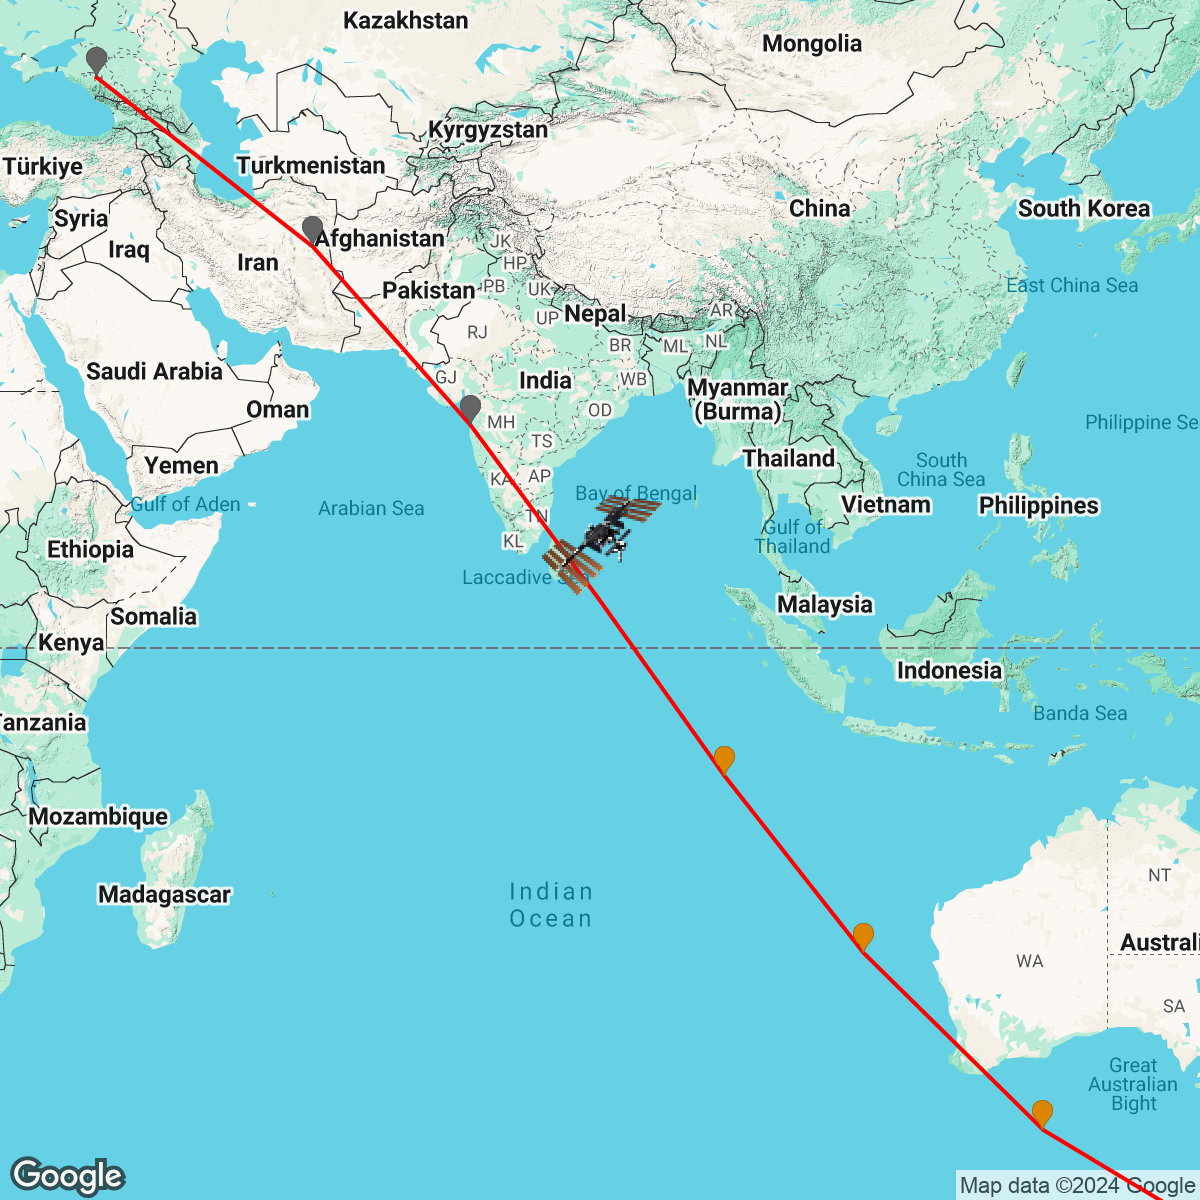 Kazakhstan
Mongolia
Kyrgyzstan
Türkiye
Turkmenistan
Syria
China
South Korea
Iraq
Iran
Afghanistan
JK
HP
Pakistan
PB
UK
East China Sea
Nepal
UP
AR
RJ
BR
ML
NL
Saudi Arabia
GJ
India
WB
Myanmar
(Burma)
Oman
MH
OD
Philippine Se
TS
Yemen
Thailand
South
China Sea
KA
AP
Gulf of Aden
Arabian Sea
Bay of Bengal
Vietnam
Philippines
TN
Gulf of
Thailand
KL
Ethiopia
Laccadive S
Malaysia
Somalia
Kenya
Indonesia
Tanzania
Banda Sea
Mozambique
Madagascar
Indian
Ocean
NT
WA
Australi
SA
Great
Australian
Bight
Google
Map data ©2024 Google